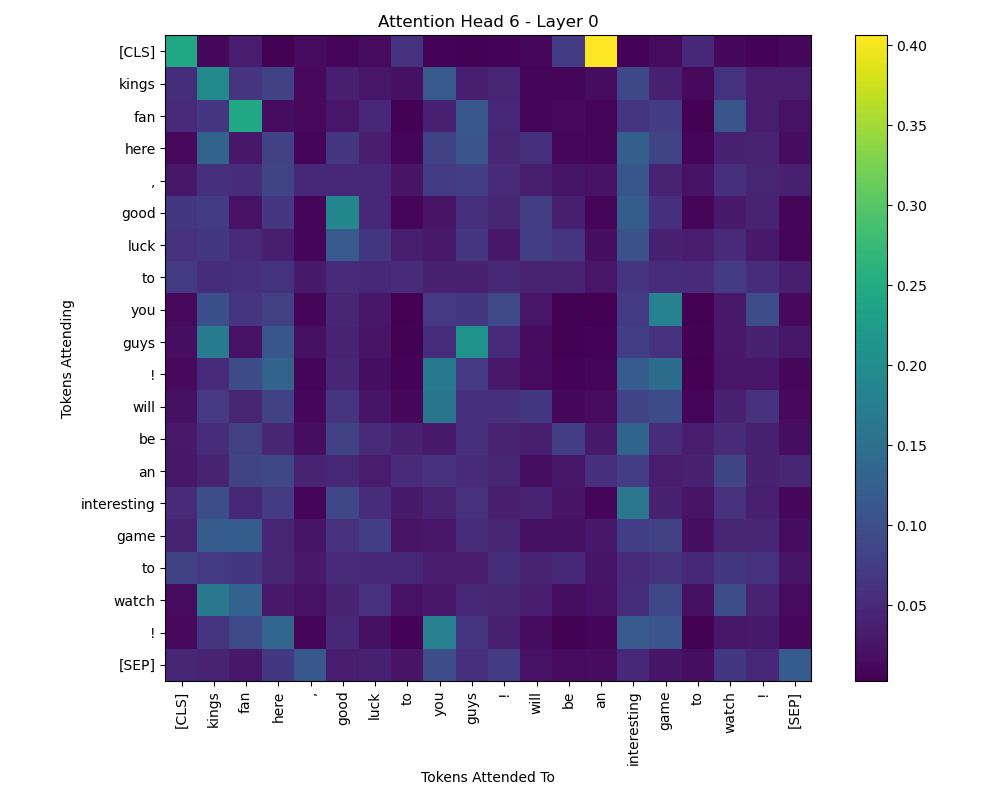 Attention Head 6 - Layer 0
Tokens Attending
[CLS]
kings
fan
here
,
good
luck
to
you
guys
!
will
be
an
interesting
game
to
watch
!
[SEP]
[CLS]
kings
fan
here
,
good
luck
to
you
guys
!
will
be
an
interesting
game
to
watch
!
[SEP]
Tokens Attended To
0.40
0.35
0.30
0.25
0.20
0.15
0.10
0.05